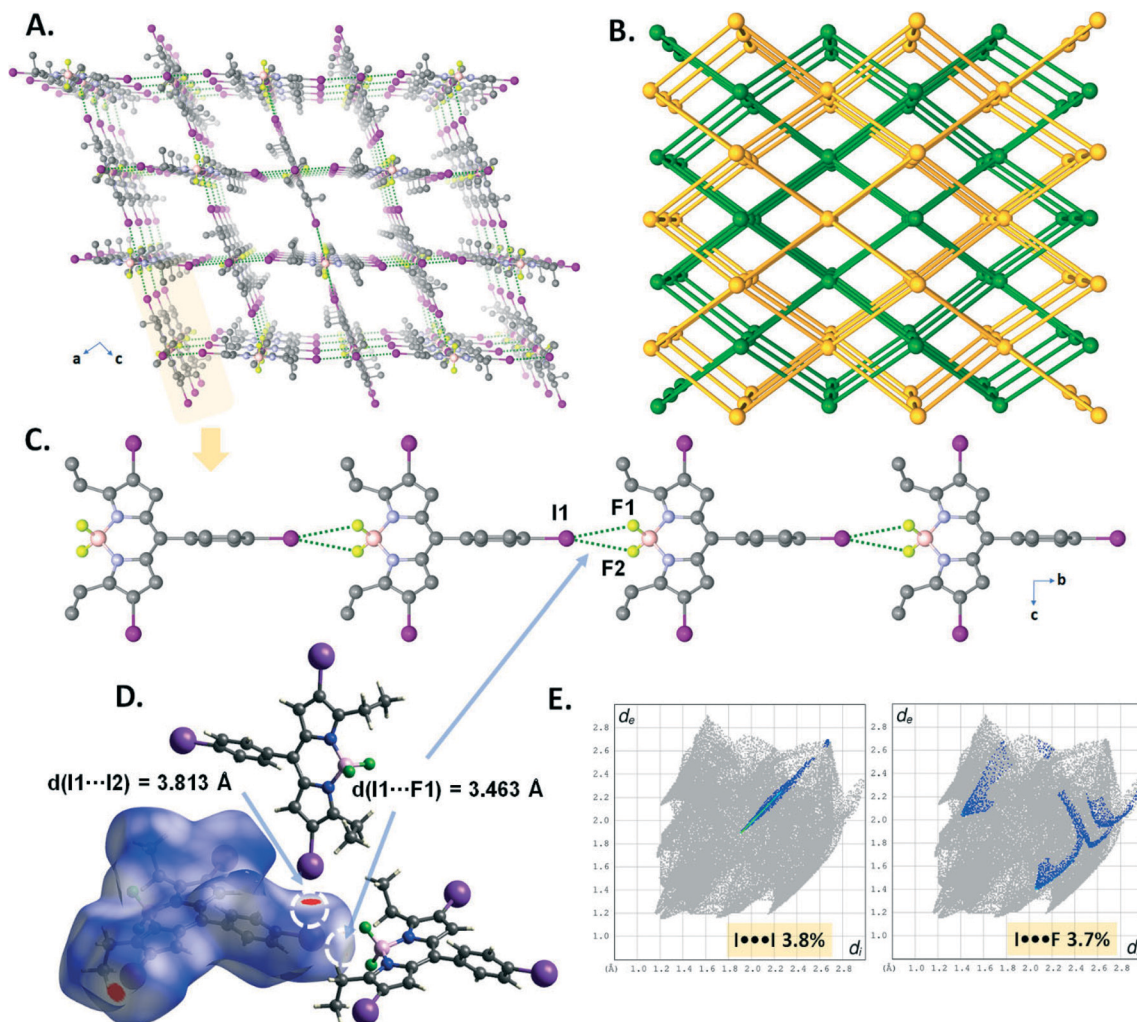 A.
B.
a
c
C.
I1
F1
F2
b
c
D.
d(I1•••I2) = 3.813 Å
d(I1•••F1) = 3.463 Å
E.
de
2.8
2.6
2.4
2.2
2.0
1.8
1.6
1.4
1.2
1.0
(Å)
1.0 1.2 1.4 1.6 1.8 2.0 2.2 2.4 2.6 2.8
di
I•••I 3.8%
de
2.8
2.6
2.4
2.2
2.0
1.8
1.6
1.4
1.2
1.0
(Å)
1.0 1.2 1.4 1.6 1.8 2.0 2.2 2.4 2.6 2.8
d
I•••F 3.7%